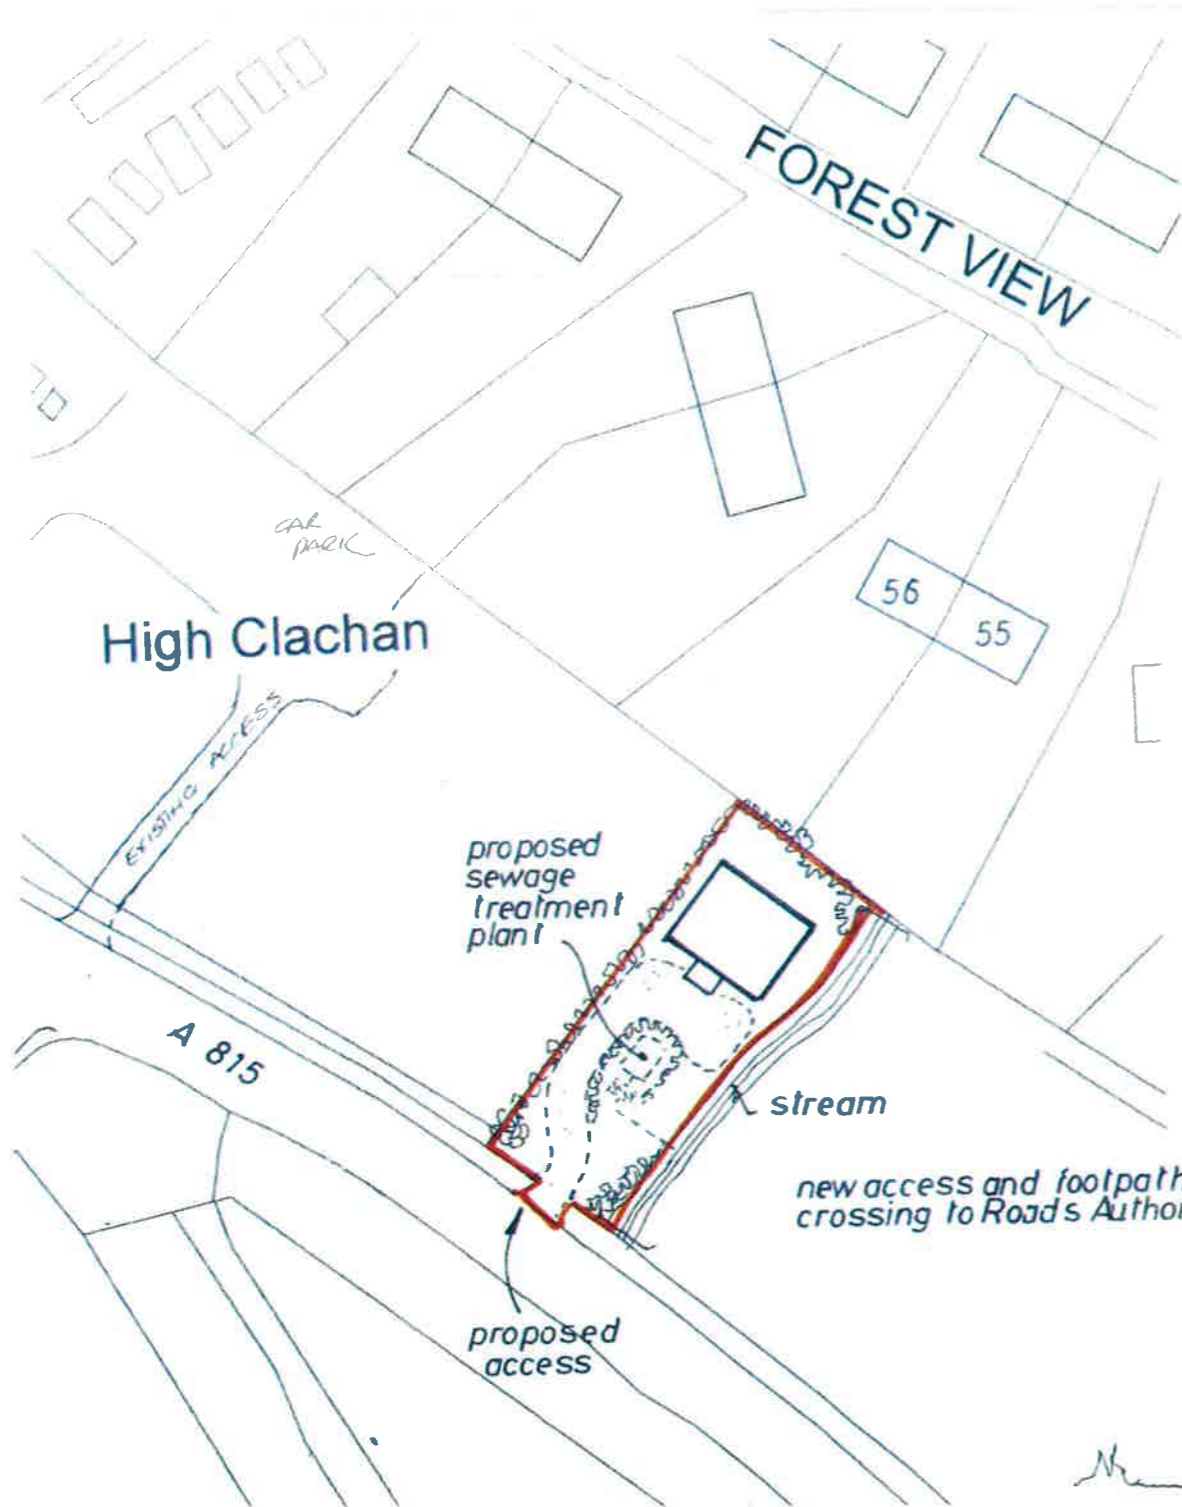 FOREST VIEW
CAR
PARK
High Clachan
56
55
EXISTING ACCESS
proposed
sewage
treatment
plant
A 815
stream
new access and footpath
crossing to Roads Author
proposed
access